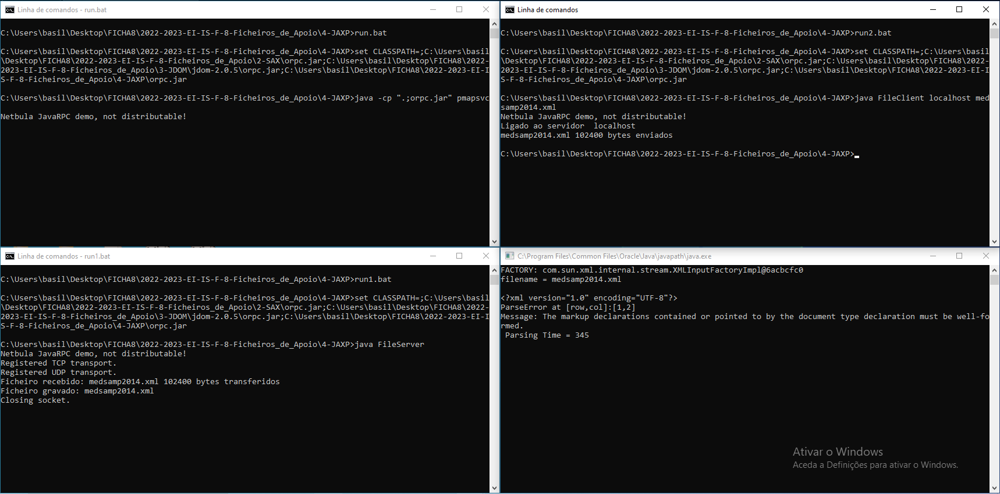 Linha de comandos - run.bat
C:\Users\basil\Desktop\FICHA8\2022-2023-EI-IS-F-8-Ficheiros_de_Apoio\4-JAXP>run.bat
C:\Users\basil\Desktop\FICHA8\2022-2023-EI-IS-F-8-Ficheiros_de_Apoio\4-JAXP>set CLASSPATH=;C:\Users\basil
\Desktop\FICHA8\2022-2023-EI-IS-F-8-Ficheiros_de_Apoio\2-SAX\orpc.jar;C:\Users\basil\Desktop\FICHA8\2022-
2023-EI-IS-F-8-Ficheiros_de_Apoio\3-JDOM\jdom-2.0.5\orpc.jar;C:\Users\basil\Desktop\FICHA8\2022-2023-EI-I
S-F-8-Ficheiros_de_Apoio\4-JAXP\orpc.jar
C:\Users\basil\Desktop\FICHA8\2022-2023-EI-IS-F-8-Ficheiros_de_Apoio\4-JAXP>java -cp ".;orpc.jar" pmapsvc
Netbula JavaRPC demo, not distributable!
Linha de comandos
C:\Users\basil\Desktop\FICHA8\2022-2023-EI-IS-F-8-Ficheiros_de_Apoio\4-JAXP>run2.bat
C:\Users\basil\Desktop\FICHA8\2022-2023-EI-IS-F-8-Ficheiros_de_Apoio\4-JAXP>set CLASSPATH=;C:\Users\basil
\Desktop\FICHA8\2022-2023-EI-IS-F-8-Ficheiros_de_Apoio\2-SAX\orpc.jar;C:\Users\basil\Desktop\FICHA8\2022-
2023-EI-IS-F-8-Ficheiros_de_Apoio\3-JDOM\jdom-2.0.5\orpc.jar;C:\Users\basil\Desktop\FICHA8\2022-2023-EI-I
S-F-8-Ficheiros_de_Apoio\4-JAXP\orpc.jar
C:\Users\basil\Desktop\FICHA8\2022-2023-EI-IS-F-8-Ficheiros_de_Apoio\4-JAXP>java FileClient localhost med
samp2014.xml
Netbula JavaRPC demo, not distributable!
Ligado ao servidor  localhost
medsamp2014.xml 102400 bytes enviados
C:\Users\basil\Desktop\FICHA8\2022-2023-EI-IS-F-8-Ficheiros_de_Apoio\4-JAXP>
Linha de comandos - run1.bat
C:\Users\basil\Desktop\FICHA8\2022-2023-EI-IS-F-8-Ficheiros_de_Apoio\4-JAXP>run1.bat
C:\Users\basil\Desktop\FICHA8\2022-2023-EI-IS-F-8-Ficheiros_de_Apoio\4-JAXP>set CLASSPATH=;C:\Users\basil
\Desktop\FICHA8\2022-2023-EI-IS-F-8-Ficheiros_de_Apoio\2-SAX\orpc.jar;C:\Users\basil\Desktop\FICHA8\2022-
2023-EI-IS-F-8-Ficheiros_de_Apoio\3-JDOM\jdom-2.0.5\orpc.jar;C:\Users\basil\Desktop\FICHA8\2022-2023-EI-I
S-F-8-Ficheiros_de_Apoio\4-JAXP\orpc.jar
C:\Users\basil\Desktop\FICHA8\2022-2023-EI-IS-F-8-Ficheiros_de_Apoio\4-JAXP>java FileServer
Netbula JavaRPC demo, not distributable!
Registered TCP transport.
Registered UDP transport.
Ficheiro recebido: medsamp2014.xml 102400 bytes transferidos
Ficheiro gravado: medsamp2014.xml
Closing socket.
C:\Program Files\Common Files\Oracle\Java\javapath\java.exe
FACTORY: com.sun.xml.internal.stream.XMLInputFactoryImpl@6acbcfc0
filename = medsamp2014.xml
<?xml version="1.0" encoding="UTF-8"?>
ParseError at [row,col]:[1,2]
Message: The markup declarations contained or pointed to by the document type declaration must be well-fo
rmed.
Parsing Time = 345
Ativar o Windows
Aceda a Definições para ativar o Windows.